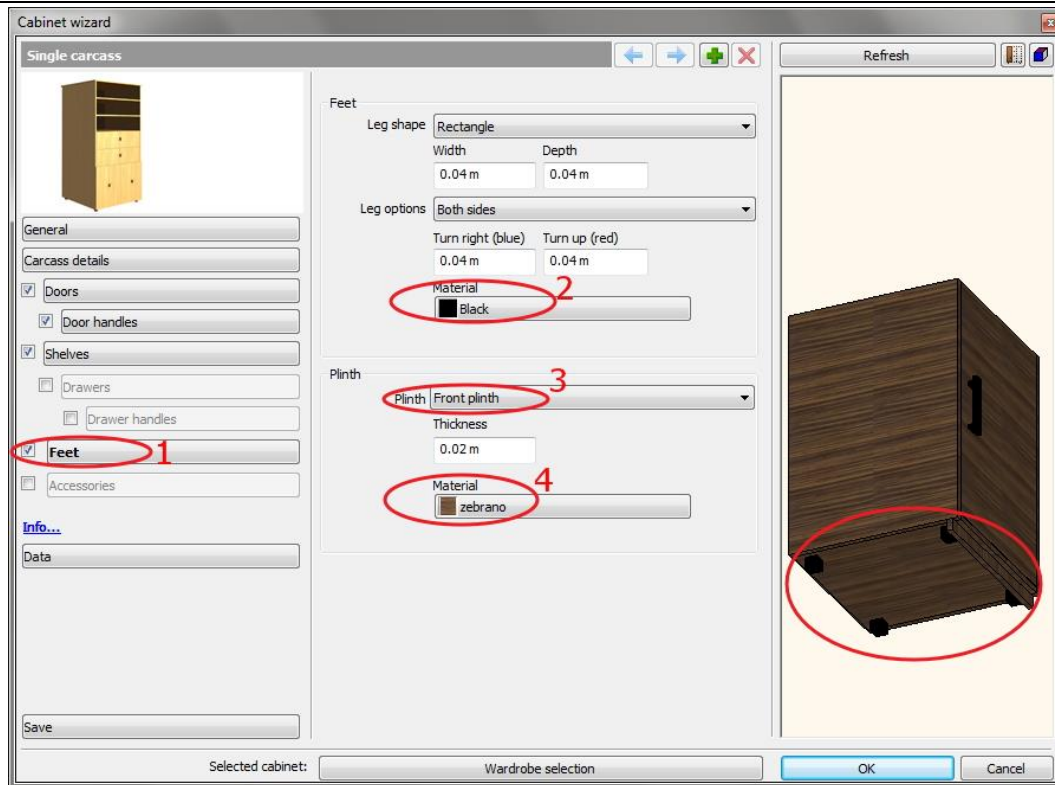 Cabinet wizard
Single carcass
Refresh
General
Carcass details
Doors
Door handles
Shelves
Drawers
Drawer handles
Feet 1
Accessories
Info...
Data
Save
Feet
Leg shape Rectangle
Width Depth
0.04 m 0.04 m
Leg options Both sides
Turn right (blue) Turn up (red)
0.04 m 0.04 m
Material 2
Black
Plinth
3
Plinth Front plinth
Thickness
0.02 m
Material 4
zebrano
Selected cabinet: Wardrobe selection OK Cancel